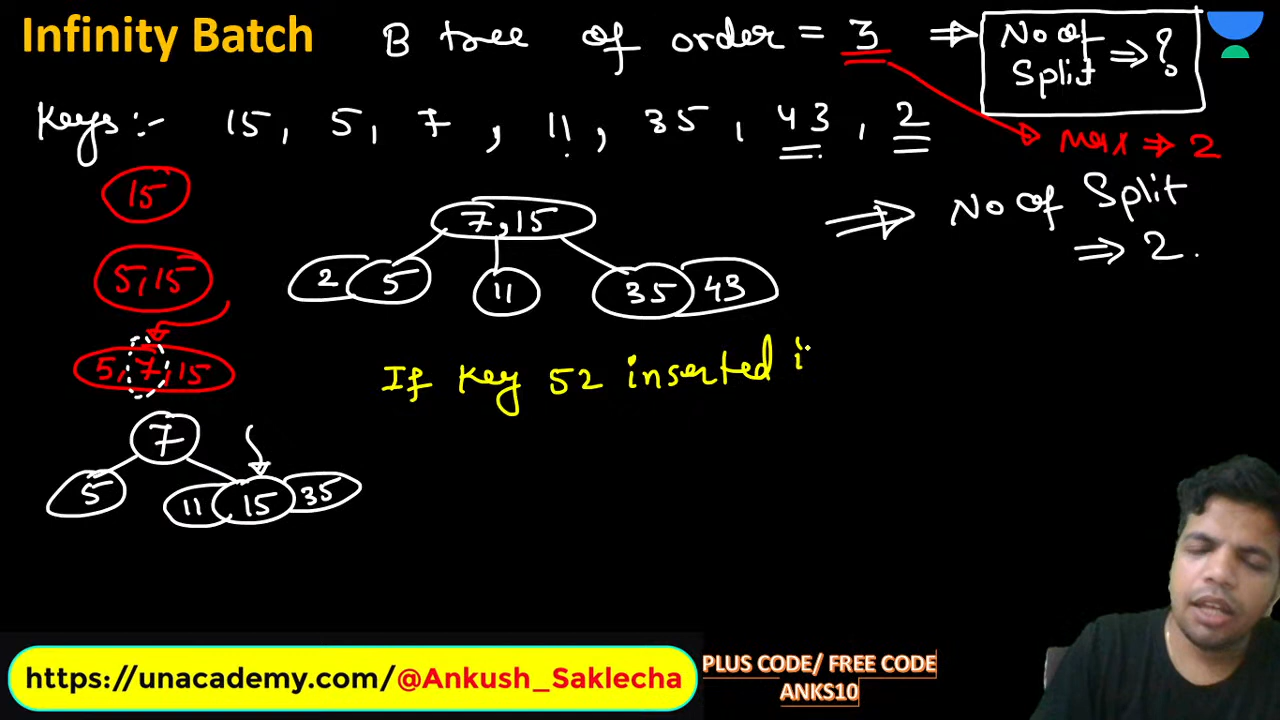 Infinity Batch
B tree of order = 3 ⇒ No of Split ⇒ ?
Keys :- 15, 5, 7, 11, 35, 43, 2
max ⇒ 2
15
5,15
5,7,15
7
5 11 15 35
7,15
2 5 11 35 43
⇒ No of Split
⇒ 2.
If Key 52 inserted i
https://unacademy.com/@Ankush_Saklecha
PLUS CODE/ FREE CODE
ANKS10